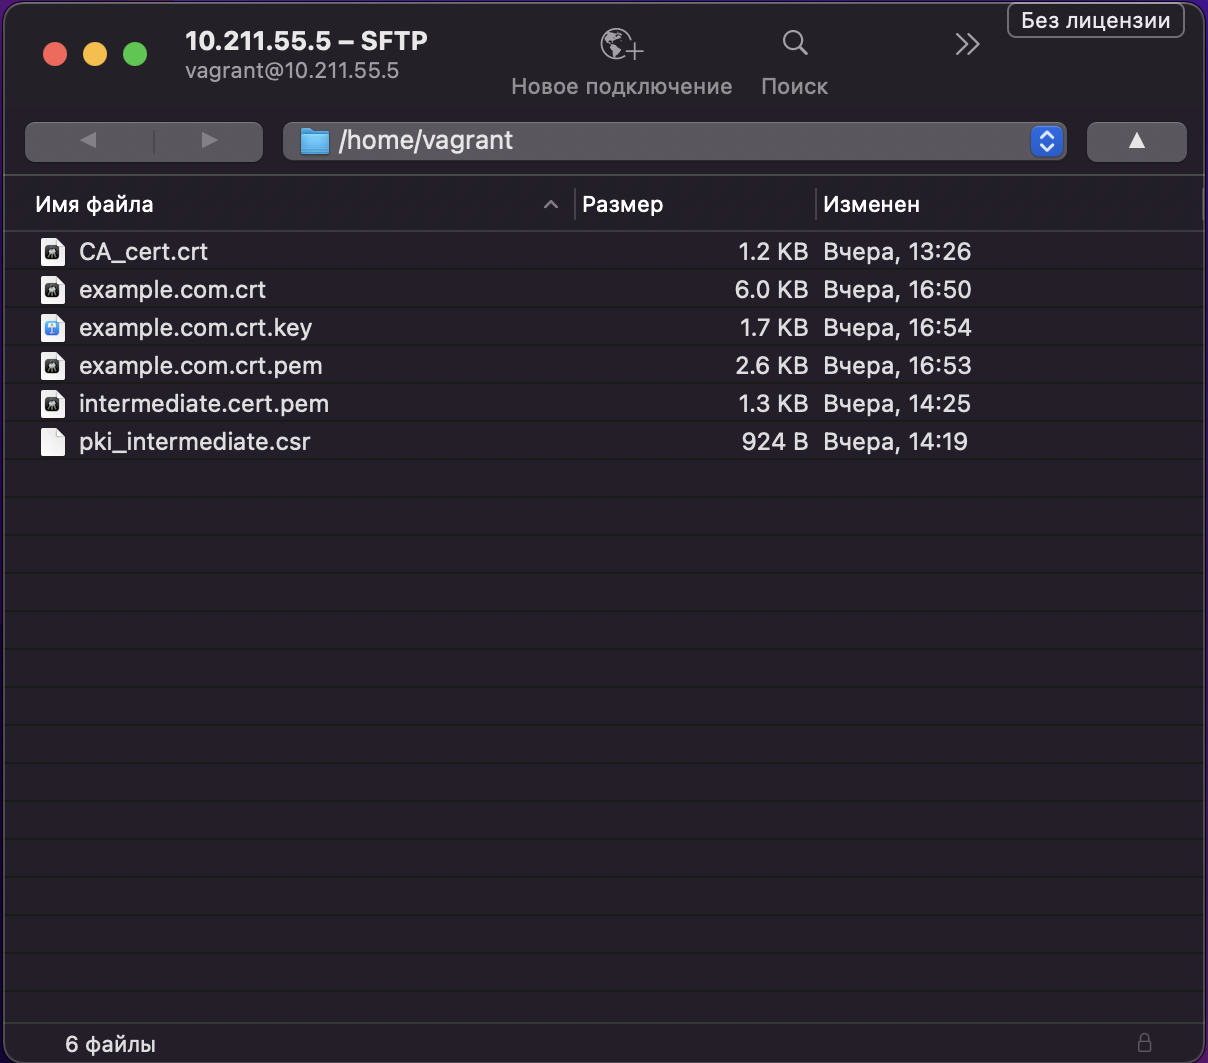 Без лицензии
10.211.55.5 – SFTP
vagrant@10.211.55.5
Новое подключение
Поиск
/home/vagrant
Имя файла Размер Изменен
CA_cert.crt 1.2 KB Вчера, 13:26
example.com.crt 6.0 KB Вчера, 16:50
example.com.crt.key 1.7 KB Вчера, 16:54
example.com.crt.pem 2.6 KB Вчера, 16:53
intermediate.cert.pem 1.3 KB Вчера, 14:25
pki_intermediate.csr 924 B Вчера, 14:19
6 файлы